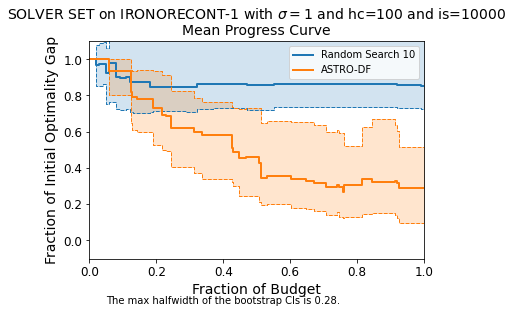 SOLVER SET on IRONORECONT-1 with σ = 1 and hc=100 and is=10000
Mean Progress Curve
Random Search 10
ASTRO-DF
Fraction of Initial Optimality Gap
1.0
0.8
0.6
0.4
0.2
0.0
0.0 0.2 0.4 0.6 0.8 1.0
Fraction of Budget
The max halfwidth of the bootstrap CIs is 0.28.